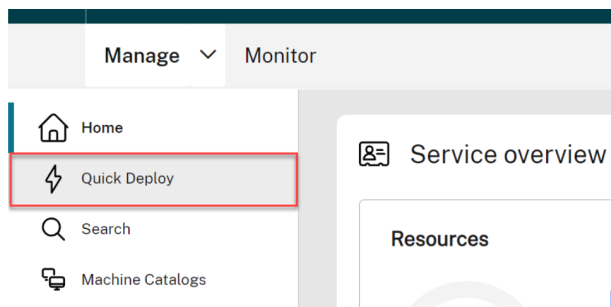 Manage Monitor
Home
Service overview
Quick Deploy
Search
Resources
Machine Catalogs